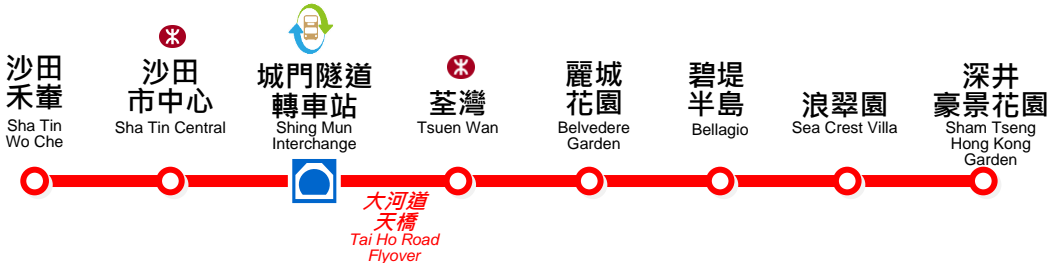 沙田
禾輋
Sha Tin
Wo Che
沙田
市中心
Sha Tin Central
城門隧道
轉車站
Shing Mun
Interchange
荃灣
Tsuen Wan
麗城
花園
Belvedere
Garden
碧堤
半島
Bellagio
浪翠園
Sea Crest Villa
深井
豪景花園
Sham Tseng
Hong Kong
Garden
大河道
天橋
Tai Ho Road
Flyover